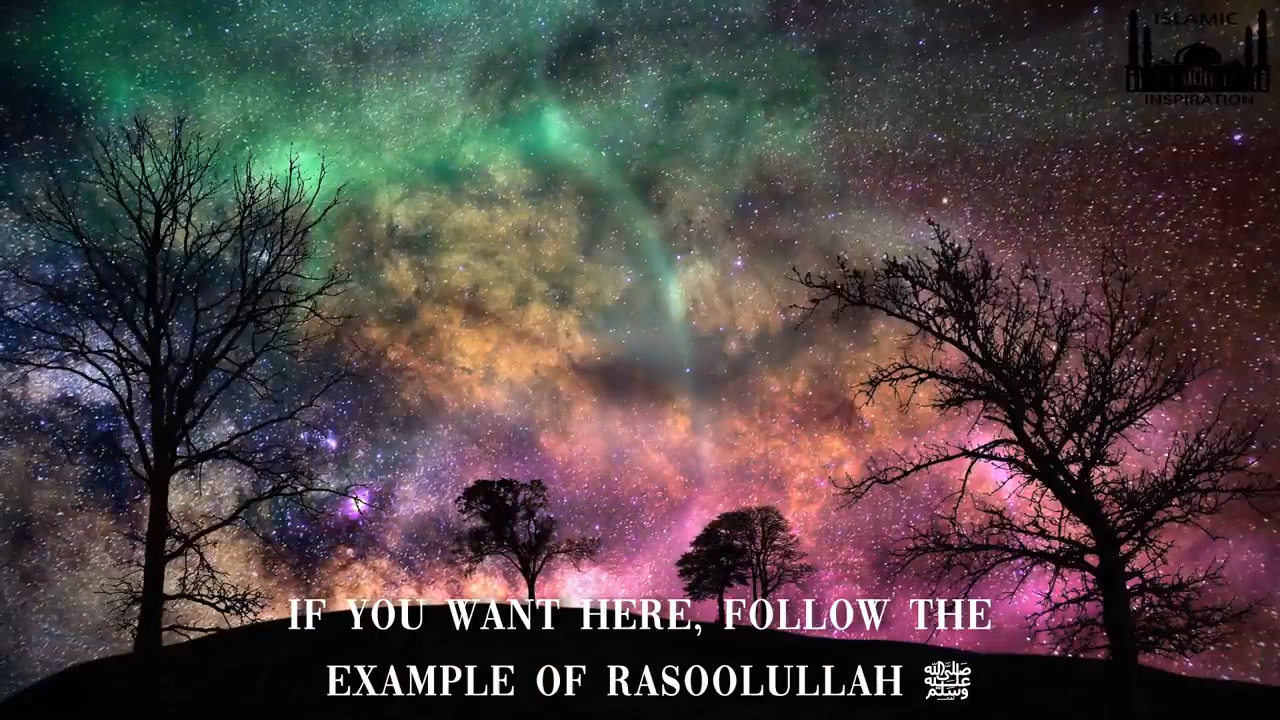 ISLAMIC
INSPIRATION
IF YOU WANT HERE, FOLLOW THE
EXAMPLE OF RASOOLULLAH ﷺ